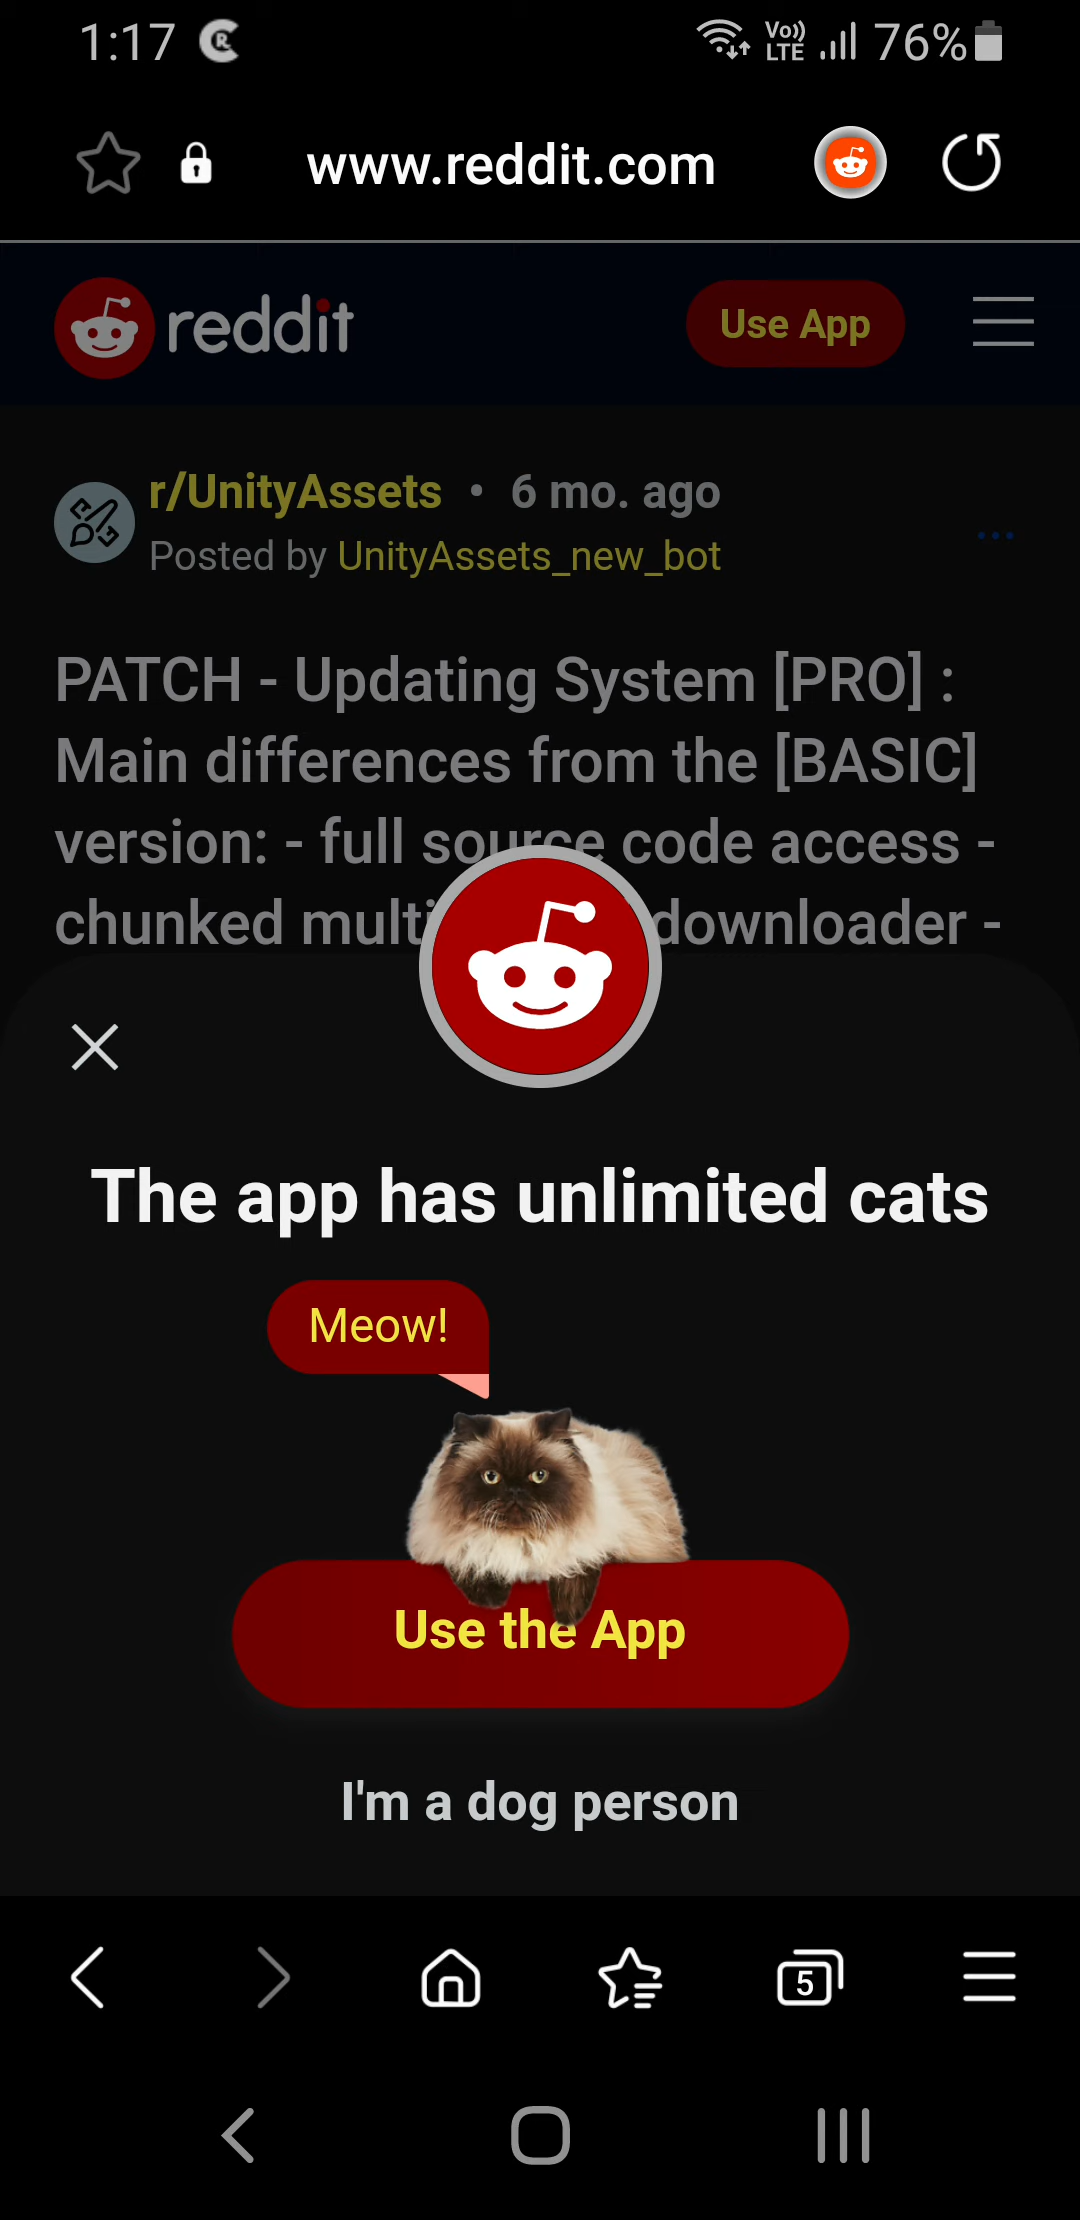 1:17
Vo)) LTE 76%
www.reddit.com
reddit
Use App
r/UnityAssets • 6 mo. ago
Posted by UnityAssets_new_bot
PATCH - Updating System [PRO] :
Main differences from the [BASIC]
version: - full source code access -
chunked downloader -
The app has unlimited cats
Meow!
Use the App
I'm a dog person
5